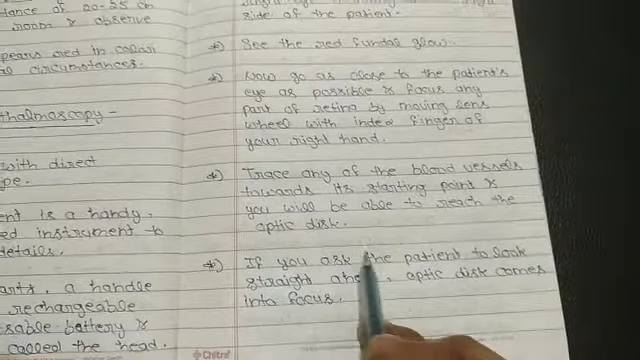 tance of 20-25 cm
room & observe
pears red in colour
circumstances.
thalmoscopy -
with direct
pe.
ent is a handy,
ed instrument to
details.
ants, a handle
rechargeable
sable battery &
called the head.
side of the patient.
*) See the red fundal glow.
*) Now go as close to the patient's
eye as possible & focus any
part of retina by moving lens
wheel with index finger of
your right hand.
*) Trace any of the blood vessels
towards its starting point &
you will be able to reach the
optic disk.
*) If you ask the patient to look
straight ahe , optic disk comes
into focus.
Chitra